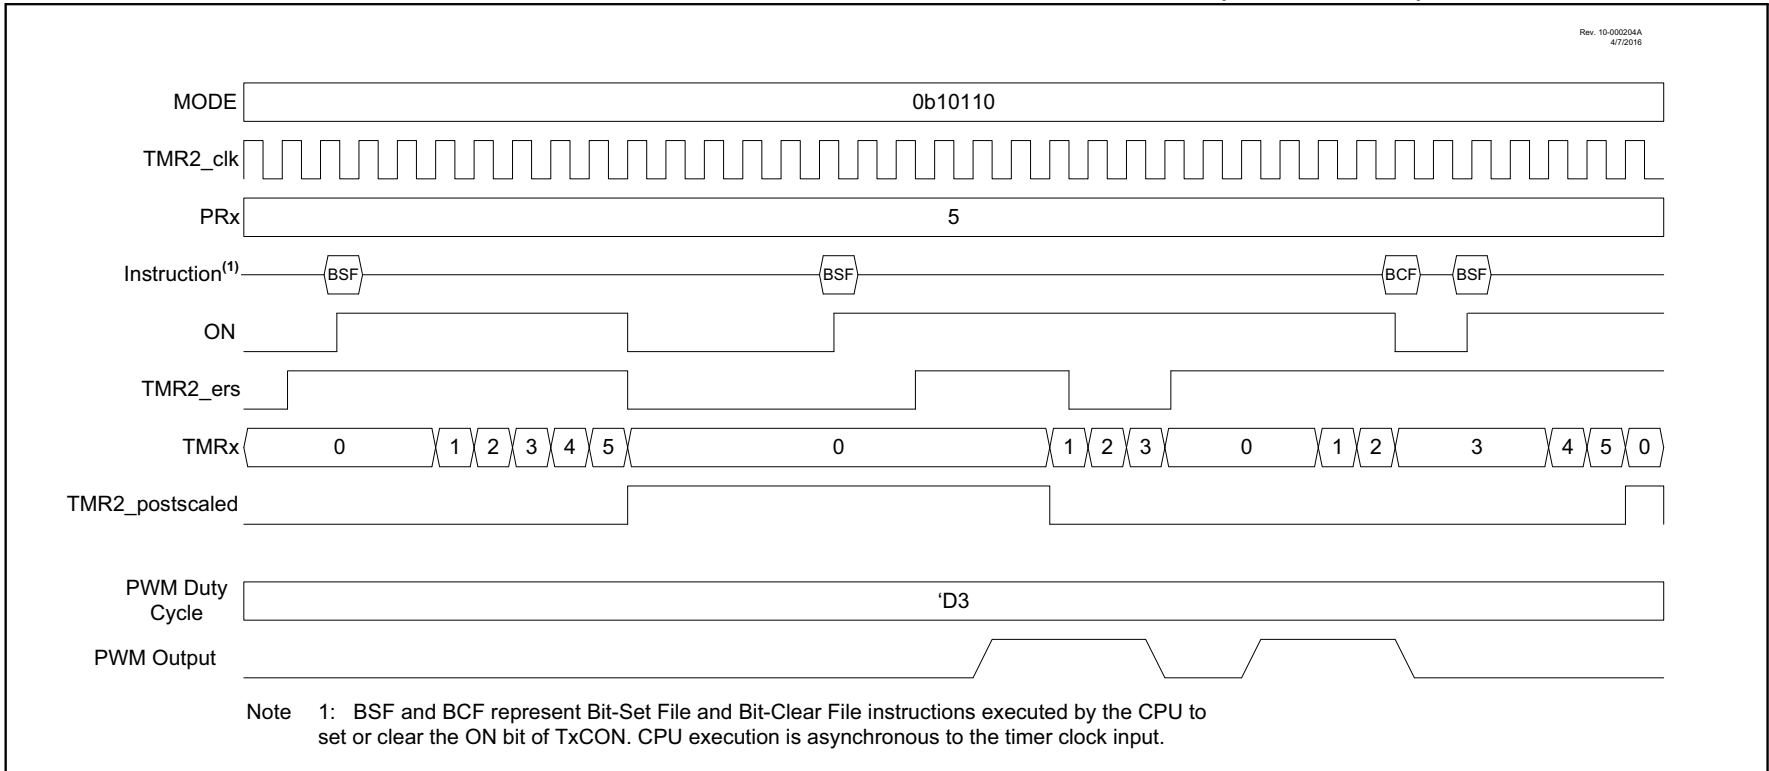 Rev. 10-000204A
4/7/2016
MODE 0b10110
TMR2_clk
PRx 5
Instruction(1) BSF BSF BCF BSF
ON
TMR2_ers
TMRx 0 1 2 3 4 5 0 1 2 3 0 1 2 3 4 5 0
TMR2_postscaled
PWM Duty
Cycle
‘D3
PWM Output
Note 1: BSF and BCF represent Bit-Set File and Bit-Clear File instructions executed by the CPU to
set or clear the ON bit of TxCON. CPU execution is asynchronous to the timer clock input.